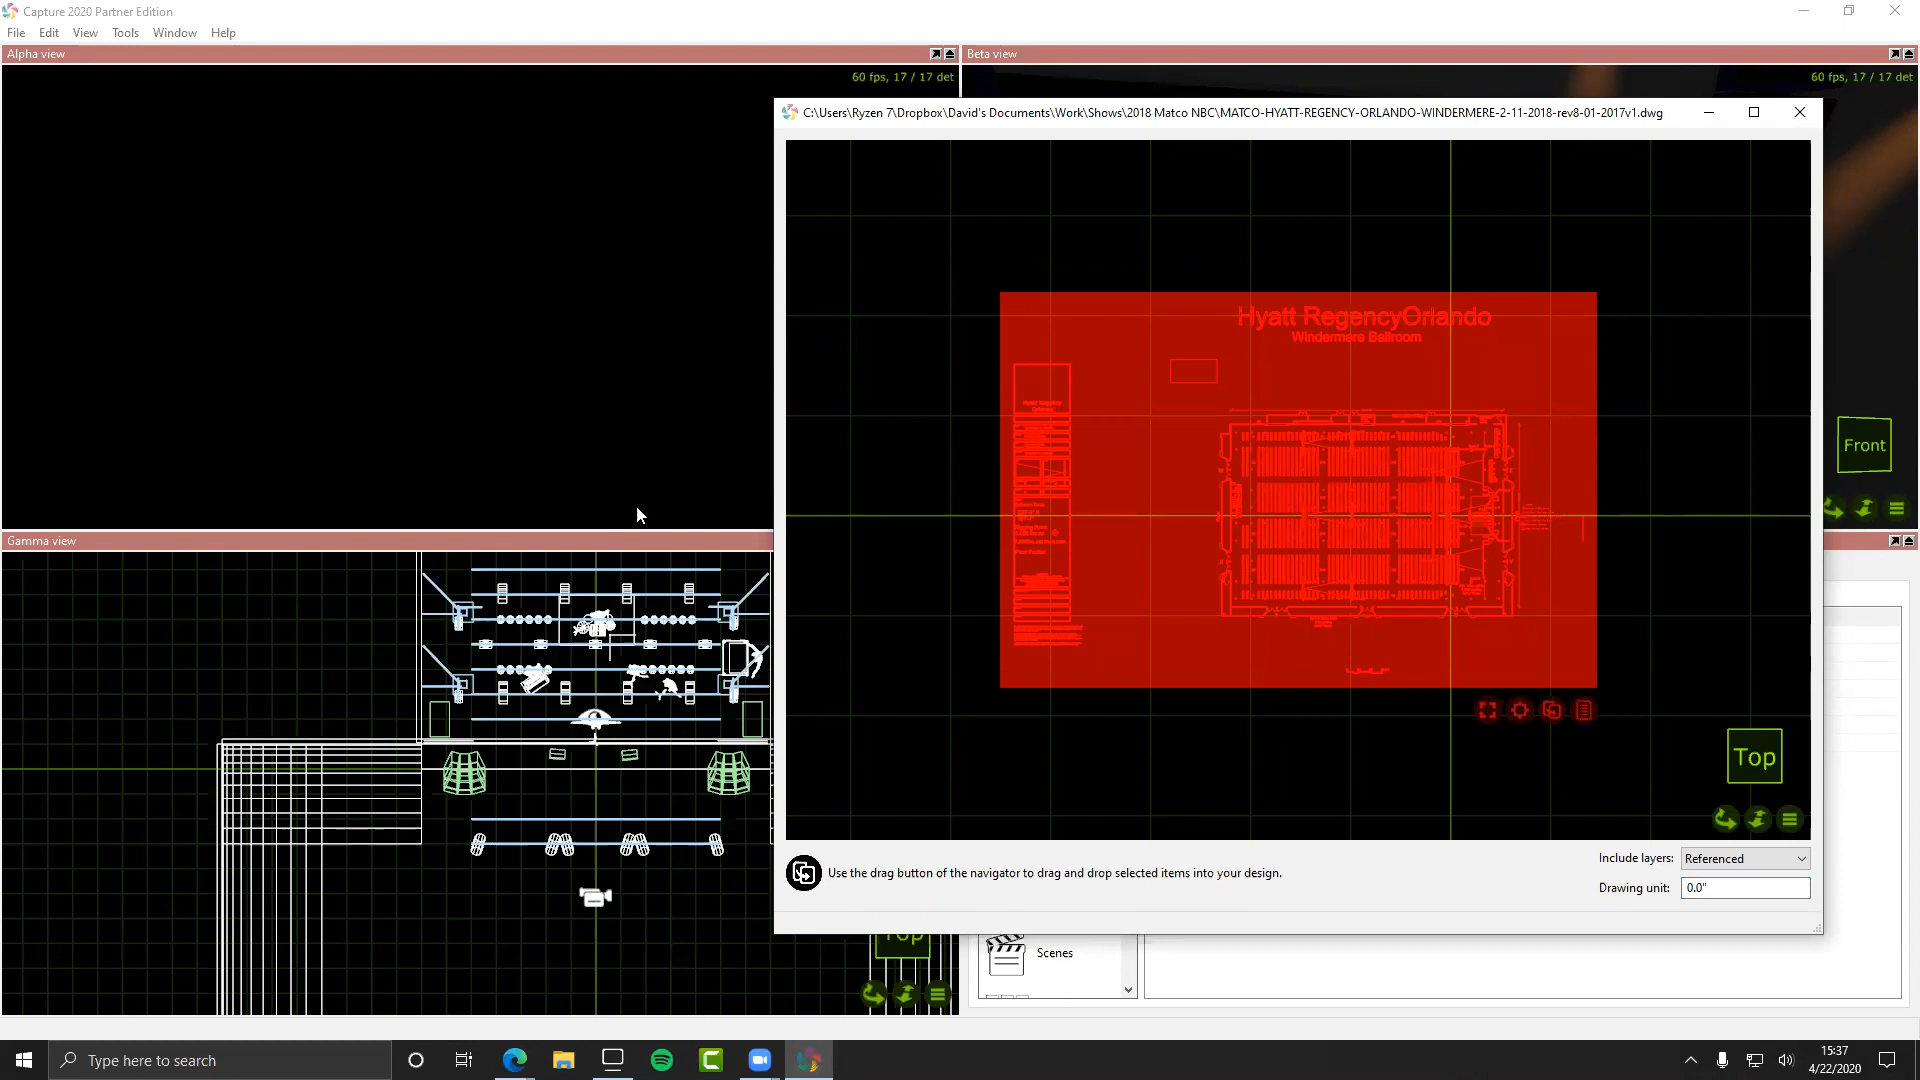 Capture 2020 Partner Edition
File Edit View Tools Window Help
Alpha view
60 fps, 17 / 17 det
Beta view
60 fps, 17 / 17 det
C:\Users\Ryzen 7\Dropbox\David's Documents\Work\Shows\2018 Matco NBC\MATCO-HYATT-REGENCY-ORLANDO-WINDERMERE-2-11-2018-rev8-01-2017v1.dwg
Hyatt RegencyOrlando
Windermere Ballroom
Front
Top
Gamma view
Include layers: Referenced
Use the drag button of the navigator to drag and drop selected items into your design.
Drawing unit: 0.0"
Top
Scenes
Type here to search
15:37
4/22/2020